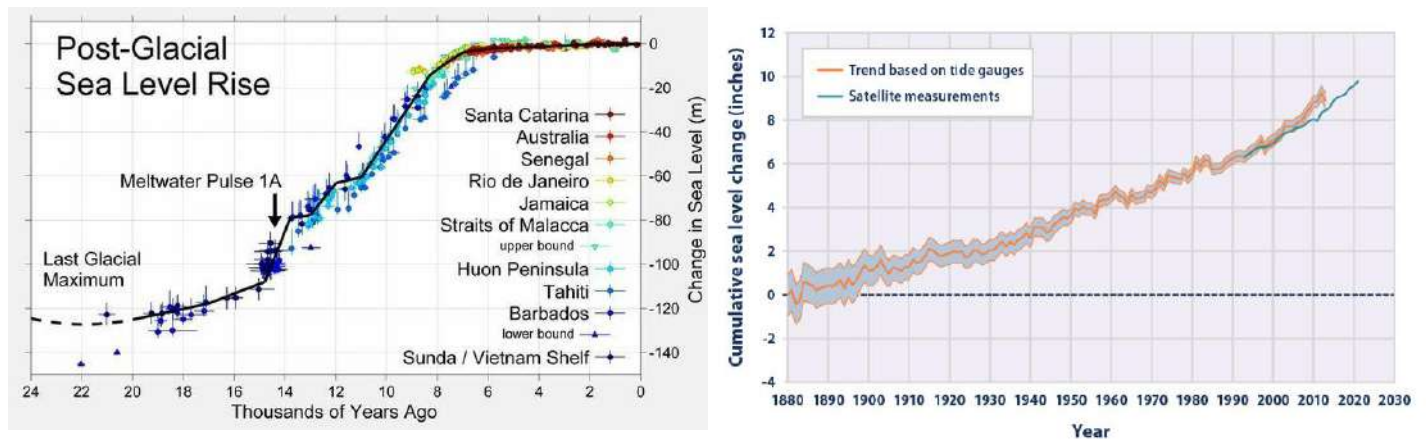 Post-Glacial
Sea Level Rise
Meltwater Pulse 1A
Last Glacial
Maximum
Santa Catarina
Australia
Senegal
Rio de Janeiro
Jamaica
Straits of Malacca
upper bound
Huon Peninsula
Tahiti
Barbados
lower bound
Sunda / Vietnam Shelf
0
-20
-40
-60
-80
-100
-120
-140
Change in Sea Level (m)
24 22 20 18 16 14 12 10 8 6 4 2 0
Thousands of Years Ago
Cumulative sea level change (inches)
12
10
8
6
4
2
0
-2
-4
Trend based on tide gauges
Satellite measurements
1880 1890 1900 1910 1920 1930 1940 1950 1960 1970 1980 1990 2000 2010 2020 2030
Year